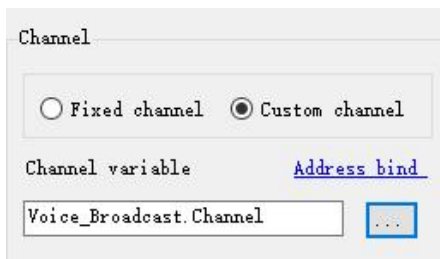 Channel
Fixed channel Custom channel
Channel variable Address bind
Voice_Broadcast.Channel ...